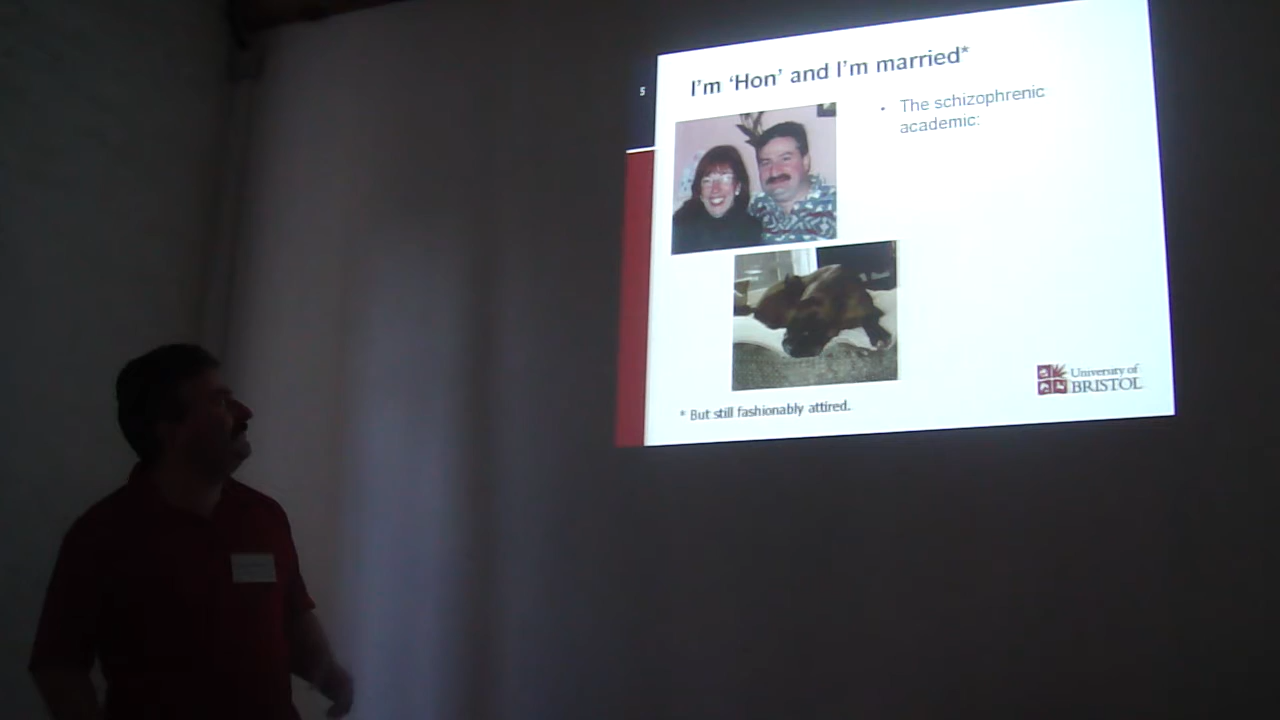 5
I'm 'Hon' and I'm married*
• The schizophrenic
academic:
* But still fashionably attired.
University of
BRISTOL